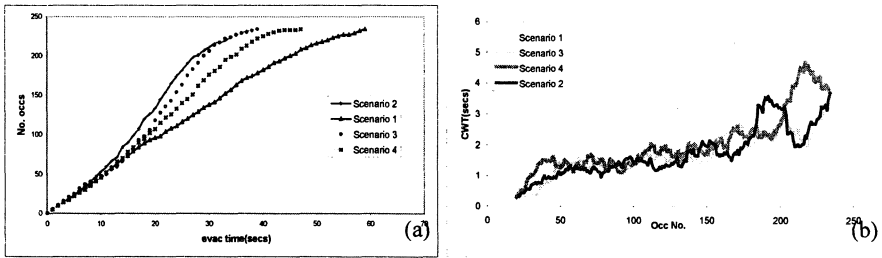 250
200
150
100
50
0
No. occs
0 10 20 30 40 50 60 70
evac time(secs)
Scenario 2
Scenario 1
Scenario 3
Scenario 4
(a)
6
5
4
3
2
1
0
CWT(secs)
Scenario 1
Scenario 3
Scenario 4
Scenario 2
0 50 100 150 200 250
Occ No.
(b)